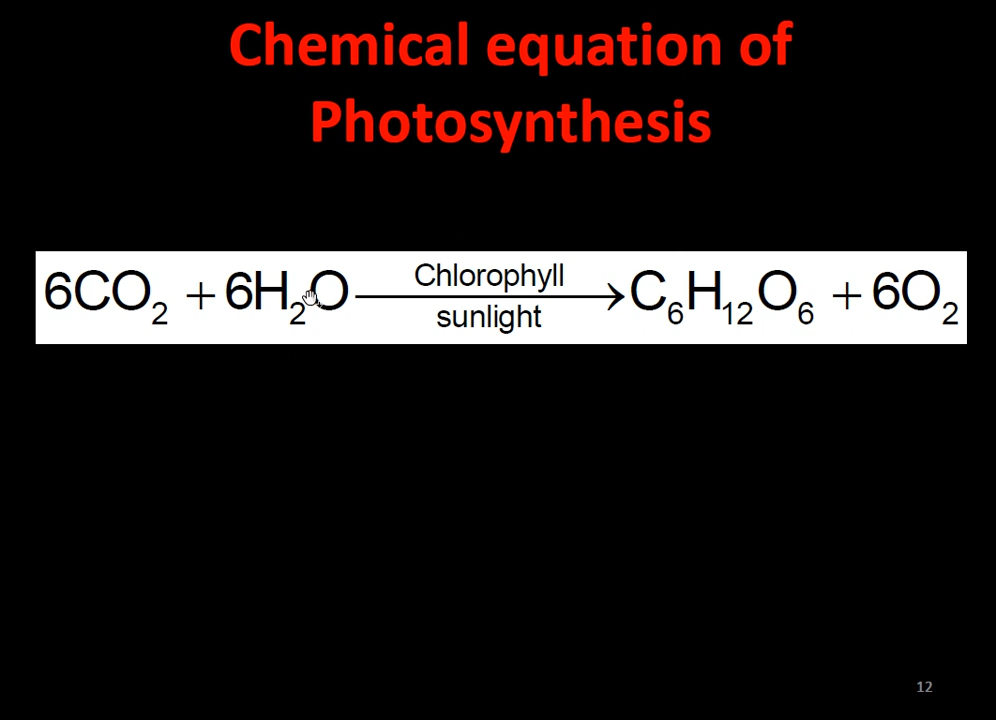 Chemical equation of
Photosynthesis
6CO₂ + 6H₂O Chlorophyll → C₆H₁₂O₆ + 6O₂
sunlight
12